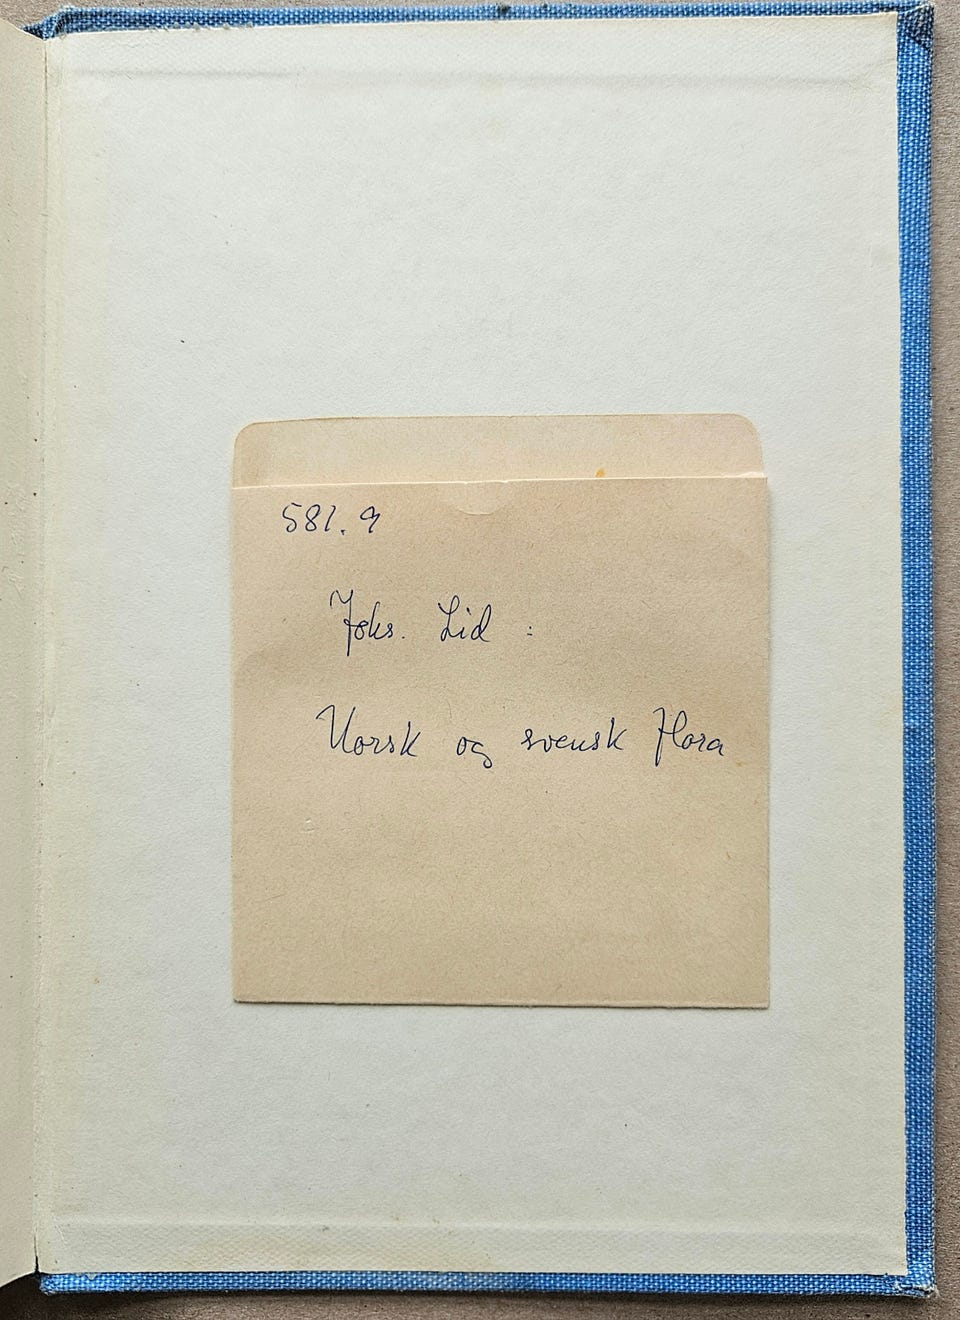 581.9
Johs. Lid :
Norsk og svensk flora